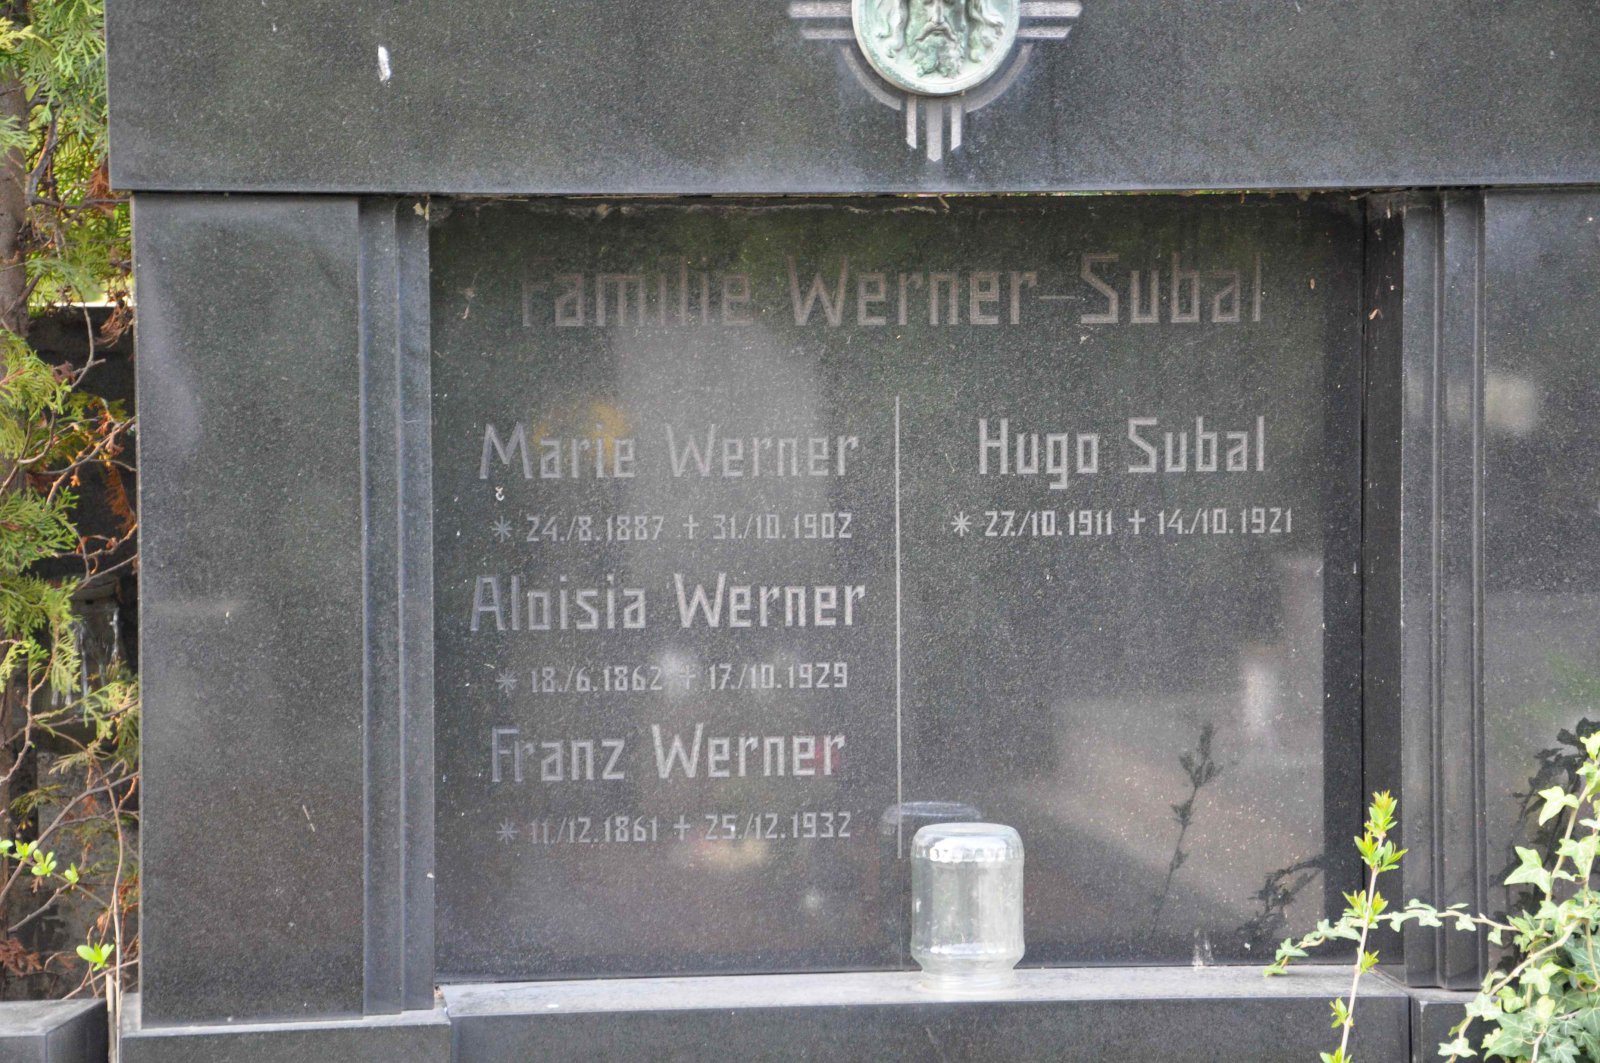 Familie Werner-Subal
Marie Werner
* 24./8.1887 + 31./10.1902
Aloisia Werner
* 18./6.1862 + 17./10.1929
Franz Werner
* 11./12.1861 + 25./12.1932
Hugo Subal
* 27./10.1911 + 14./10.1921